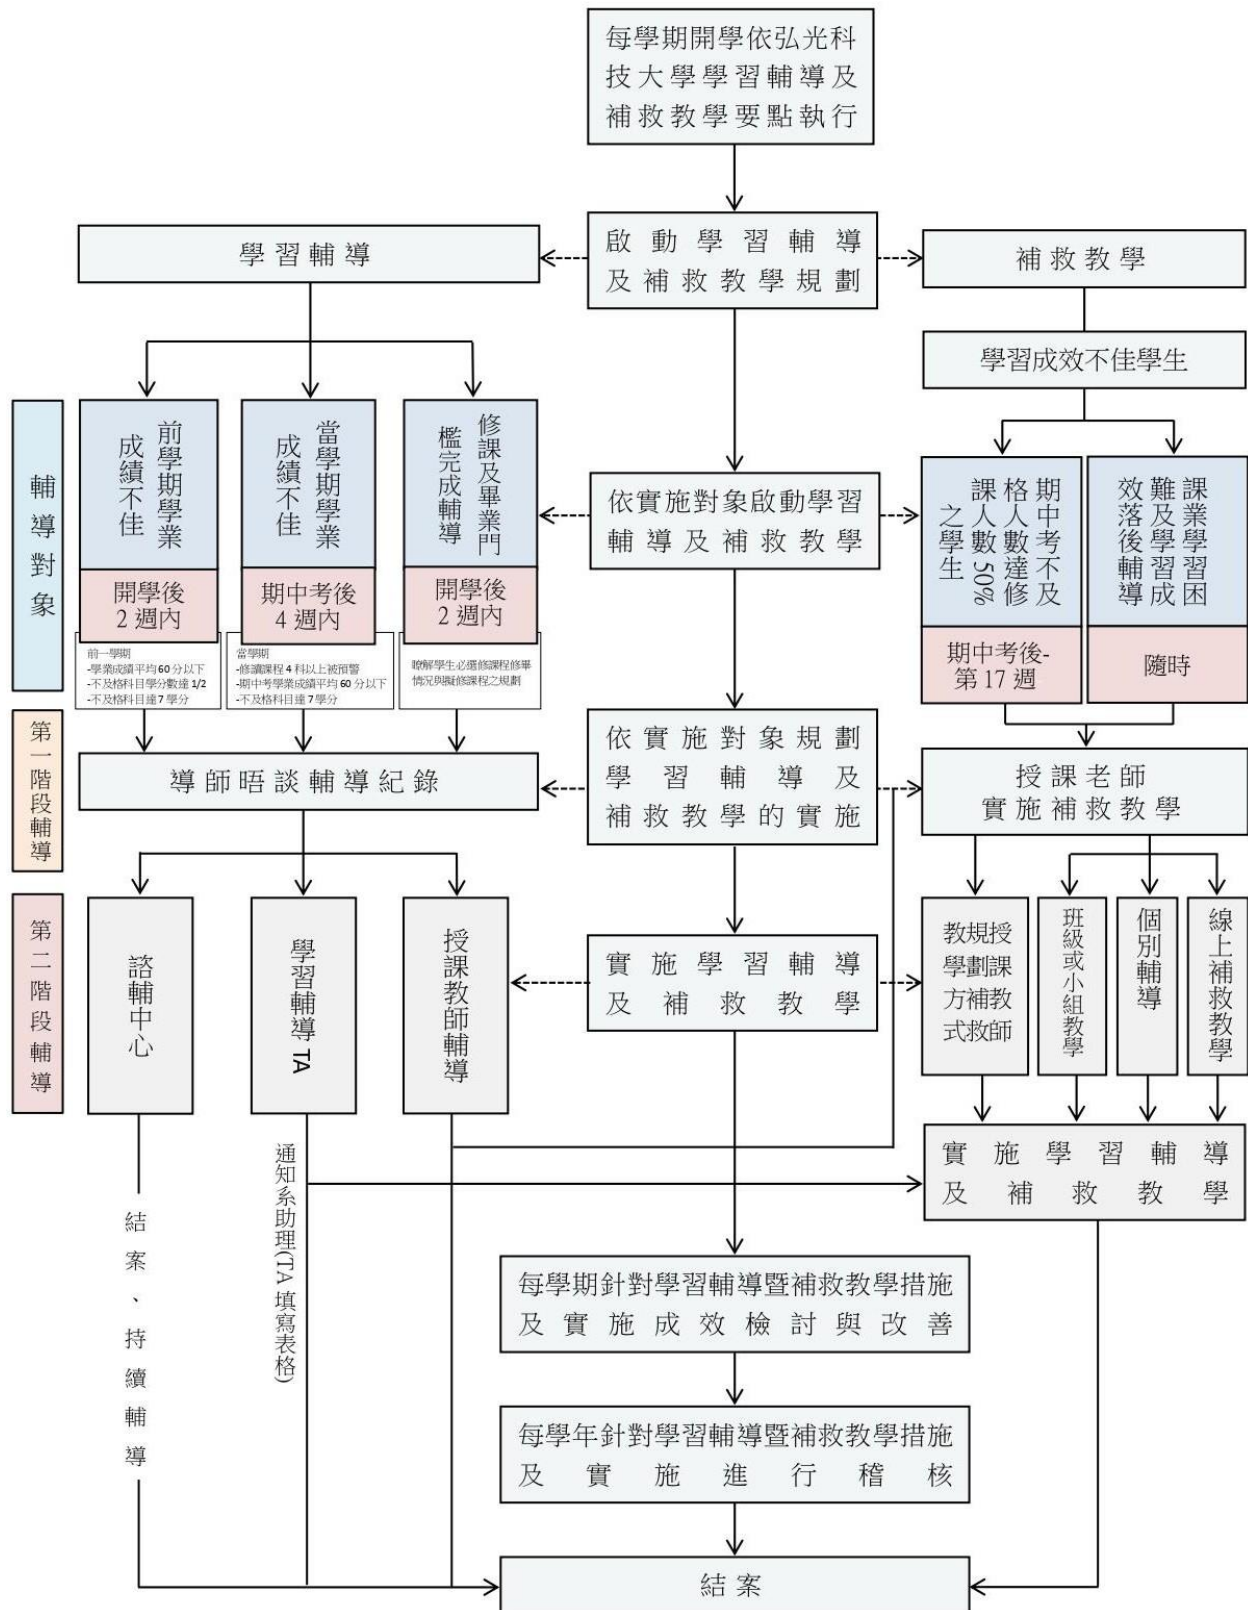 每學期開學依弘光科
技大學學習輔導及
補救教學要點執行
學習輔導
啟動學習輔導
及補救教學規劃
補救教學
學習成效不佳學生
輔導對象
前學期學業
成績不佳
開學後
2 週內
當學期學業
成績不佳
期中考後
4 週內
修課及畢業門
檻完成輔導
開學後
2 週內
依實施對象啟動學習
輔導及補救教學
期中考不及
格人數達修
課人數 50%
之學生
期中考後-
第 17 週
課業學習困
難及學習成
效落後輔導
隨時
前一學期
-學業成績平均 60 分以下
-不及格科目學分數達 1/2
-不及格科目達 7 學分
當學期
-修讀課程 4 科以上被預警
-期中考學業成績平均 60 分以下
-不及格科目達 7 學分
瞭解學生必選修課程修畢
情況與擬修課程之規劃
第一階段輔導
導師晤談輔導紀錄
依實施對象規劃
學習輔導及
補救教學的實施
授課老師
實施補救教學
第二階段輔導
諮輔中心
學習輔導 TA
授課教師輔導
實施學習輔導
及補救教學
授課教師
規劃補救
教學方式
班級或小組教學
個別輔導
線上補救教學
實施學習輔導
及補救教學
結案、持續輔導
通知系助理(TA 填寫表格)
每學期針對學習輔導暨補救教學措施
及實施成效檢討與改善
每學年針對學習輔導暨補救教學措施
及實施進行稽核
結案